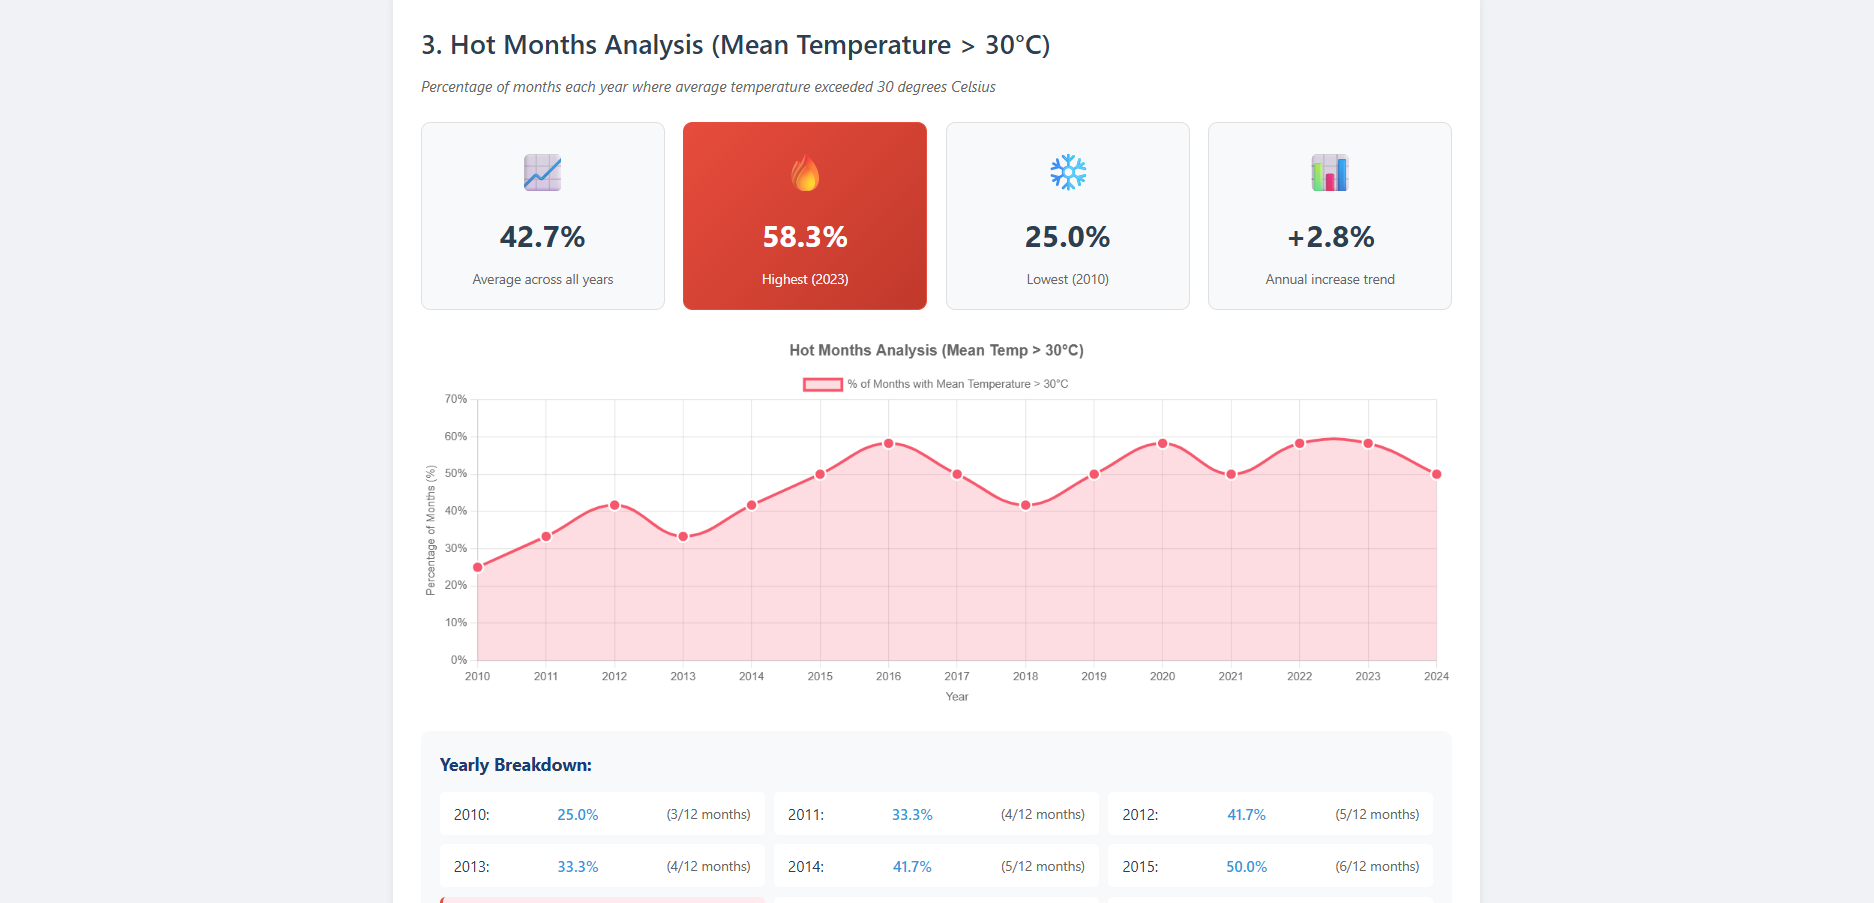 3. Hot Months Analysis (Mean Temperature > 30°C)
Percentage of months each year where average temperature exceeded 30 degrees Celsius
42.7%
Average across all years
58.3%
Highest (2023)
25.0%
Lowest (2010)
+2.8%
Annual increase trend
Hot Months Analysis (Mean Temp > 30°C)
% of Months with Mean Temperature > 30°C
Percentage of Months (%)
70%
60%
50%
40%
30%
20%
10%
0%
2010 2011 2012 2013 2014 2015 2016 2017 2018 2019 2020 2021 2022 2023 2024
Year
Yearly Breakdown:
2010: 25.0% (3/12 months) 2011: 33.3% (4/12 months) 2012: 41.7% (5/12 months)
2013: 33.3% (4/12 months) 2014: 41.7% (5/12 months) 2015: 50.0% (6/12 months)